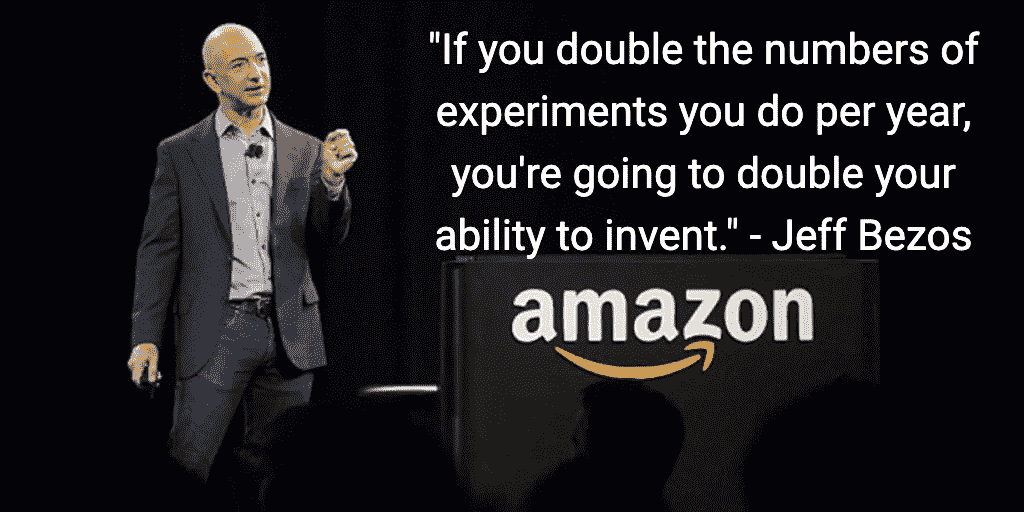 "If you double the numbers of
experiments you do per year,
you're going to double your
ability to invent." - Jeff Bezos
amazon